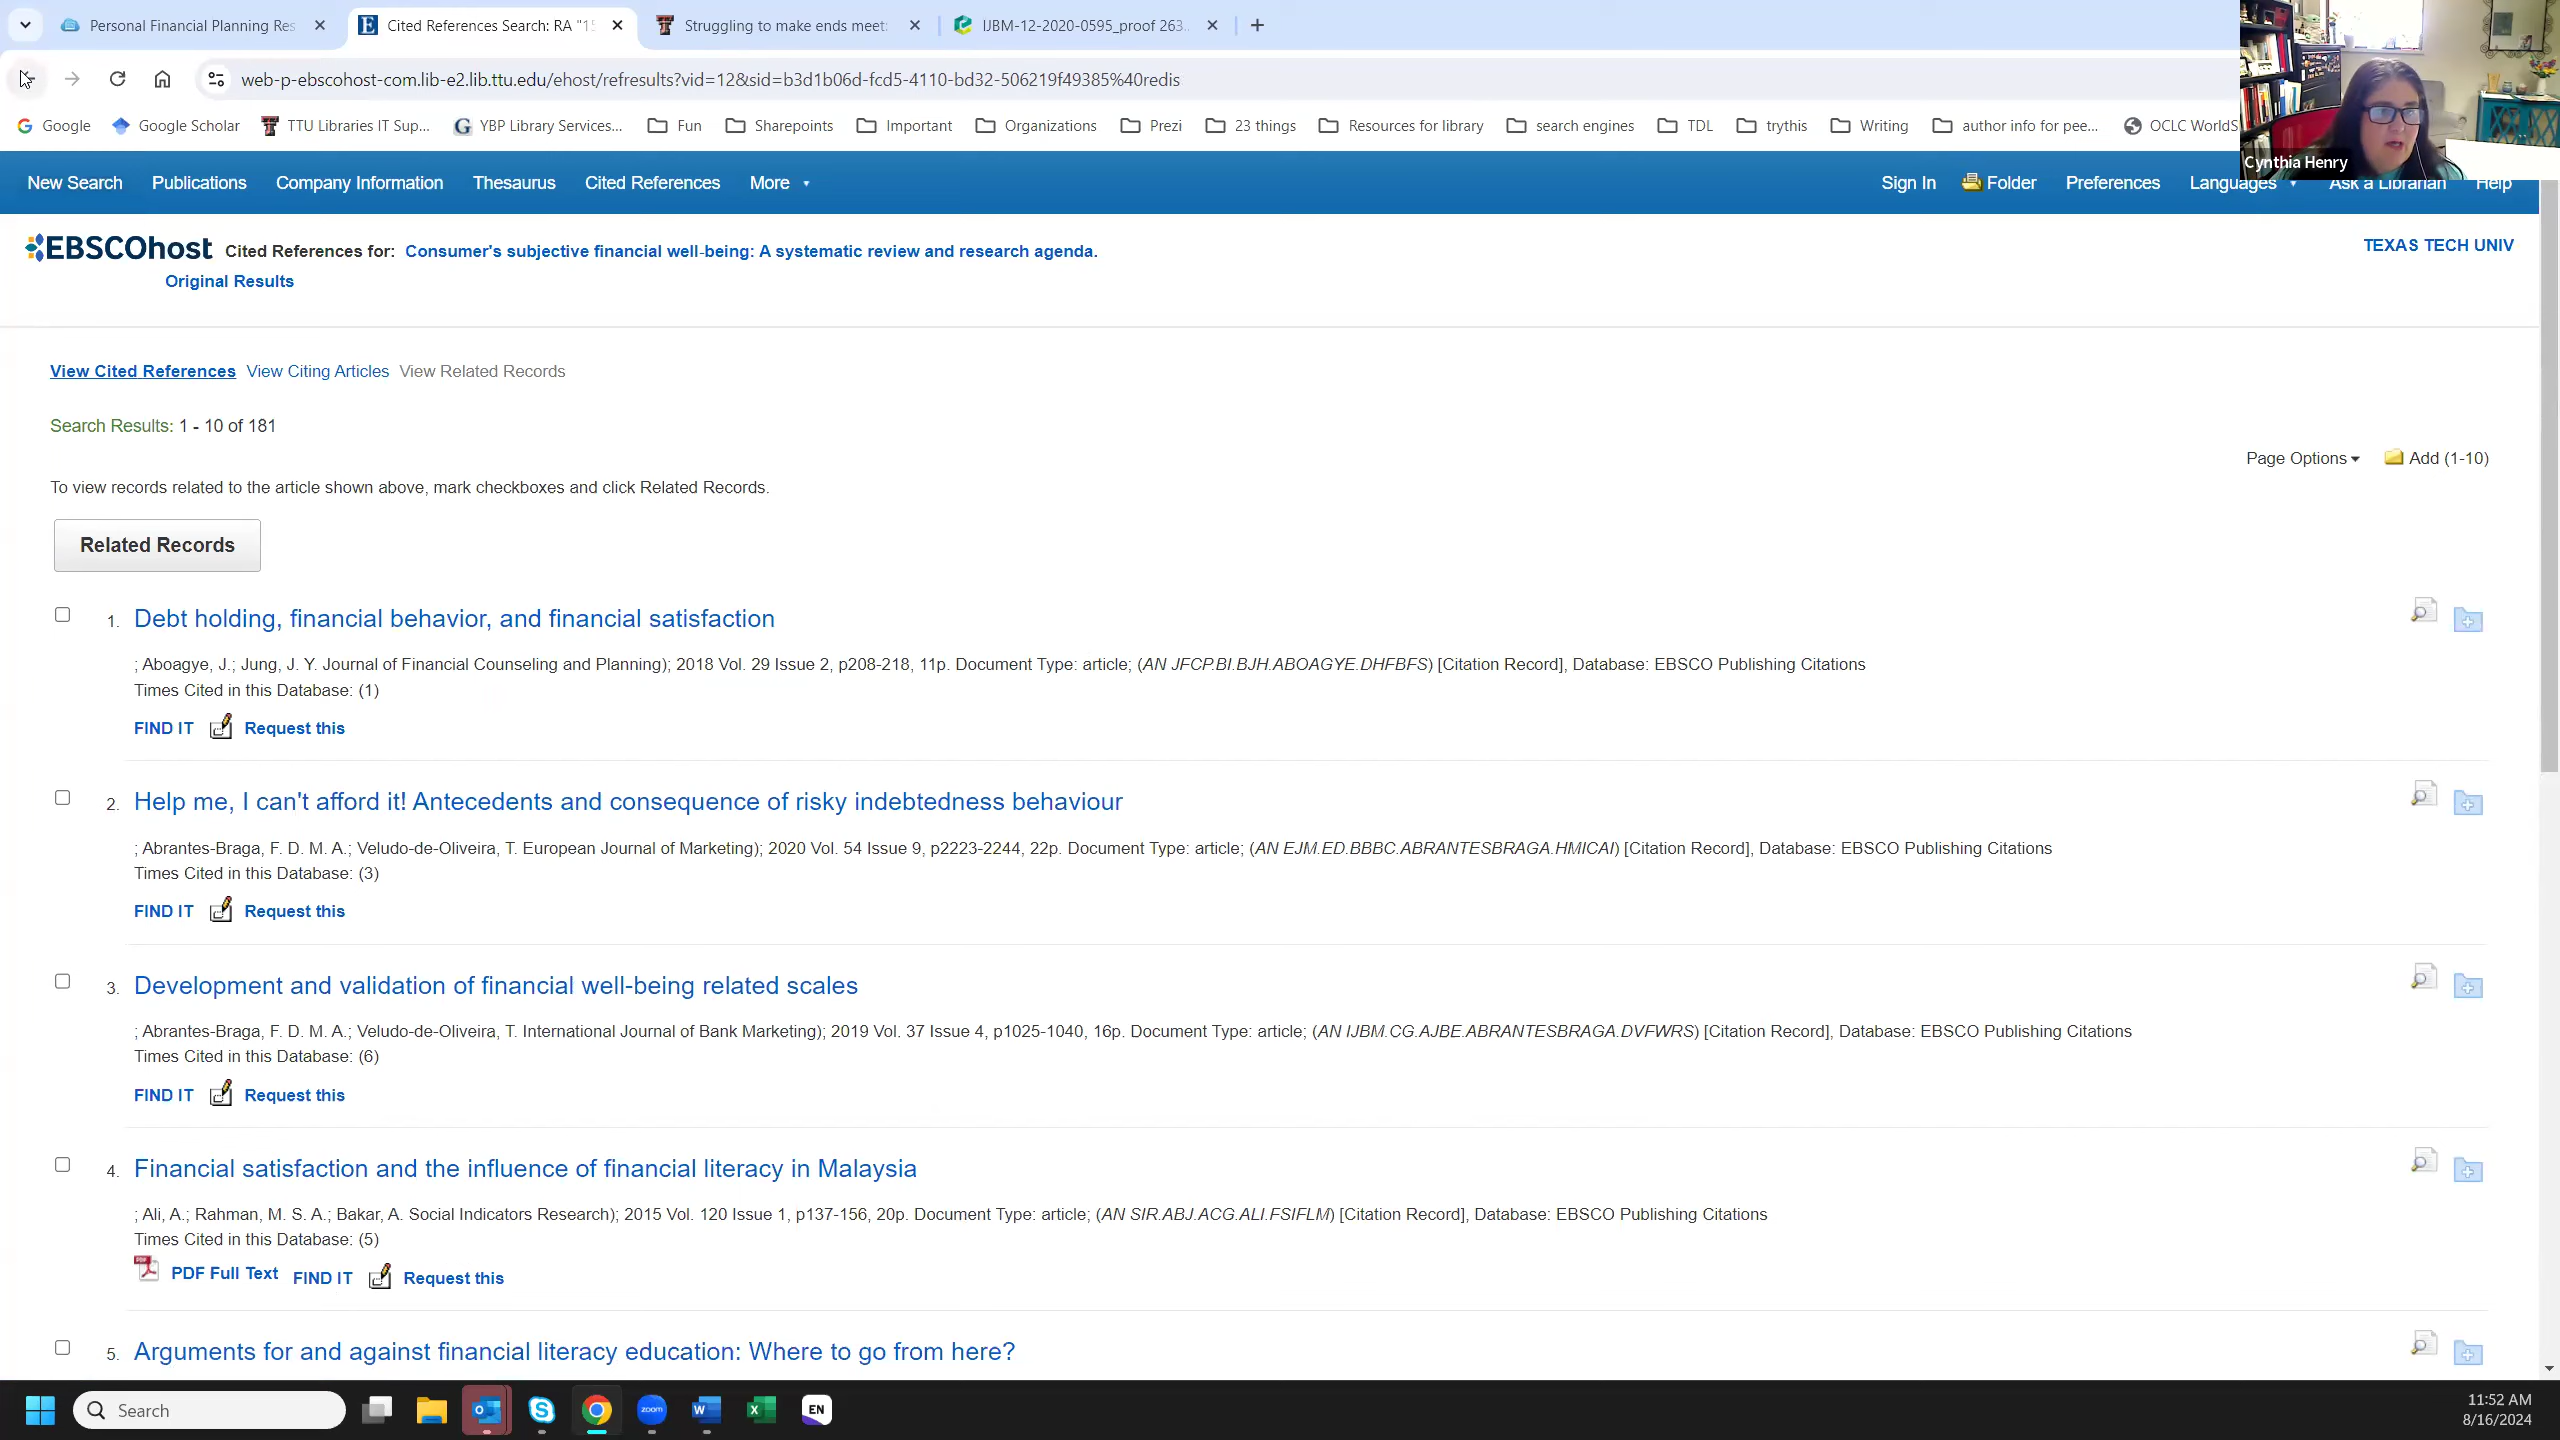 Personal Financial Planning Res
Cited References Search: RA "15
Struggling to make ends meet:
IJBM-12-2020-0595_proof 263..
web-p-ebscohost-com.lib-e2.lib.ttu.edu/ehost/refresults?vid=12&sid=b3d1b06d-fcd5-4110-bd32-506219f49385%40redis
Google Google Scholar TTU Libraries IT Sup... YBP Library Services... Fun Sharepoints Important Organizations Prezi 23 things Resources for library search engines TDL trythis Writing author info for pee... OCLC WorldS
Cynthia Henry
New Search Publications Company Information Thesaurus Cited References More Sign In Folder Preferences Languages Ask a Librarian Help
EBSCOhost Cited References for: Consumer's subjective financial well-being: A systematic review and research agenda. TEXAS TECH UNIV
Original Results
View Cited References View Citing Articles View Related Records
Search Results: 1 - 10 of 181
Page Options Add (1-10)
To view records related to the article shown above, mark checkboxes and click Related Records.
Related Records
1. Debt holding, financial behavior, and financial satisfaction
; Aboagye, J.; Jung, J. Y. Journal of Financial Counseling and Planning); 2018 Vol. 29 Issue 2, p208-218, 11p. Document Type: article; (AN JFCP.BI.BJH.ABOAGYE.DHFBFS) [Citation Record], Database: EBSCO Publishing Citations
Times Cited in this Database: (1)
FIND IT Request this
2. Help me, I can't afford it! Antecedents and consequence of risky indebtedness behaviour
; Abrantes-Braga, F. D. M. A.; Veludo-de-Oliveira, T. European Journal of Marketing); 2020 Vol. 54 Issue 9, p2223-2244, 22p. Document Type: article; (AN EJM.ED.BBBC.ABRANTESBRAGA.HMICAI) [Citation Record], Database: EBSCO Publishing Citations
Times Cited in this Database: (3)
FIND IT Request this
3. Development and validation of financial well-being related scales
; Abrantes-Braga, F. D. M. A.; Veludo-de-Oliveira, T. International Journal of Bank Marketing); 2019 Vol. 37 Issue 4, p1025-1040, 16p. Document Type: article; (AN IJBM.CG.AJBE.ABRANTESBRAGA.DVFWRS) [Citation Record], Database: EBSCO Publishing Citations
Times Cited in this Database: (6)
FIND IT Request this
4. Financial satisfaction and the influence of financial literacy in Malaysia
; Ali, A.; Rahman, M. S. A.; Bakar, A. Social Indicators Research); 2015 Vol. 120 Issue 1, p137-156, 20p. Document Type: article; (AN SIR.ABJ.ACG.ALI.FSIFLM) [Citation Record], Database: EBSCO Publishing Citations
Times Cited in this Database: (5)
PDF Full Text FIND IT Request this
5. Arguments for and against financial literacy education: Where to go from here?
Search
zoom
EN
11:52 AM
8/16/2024